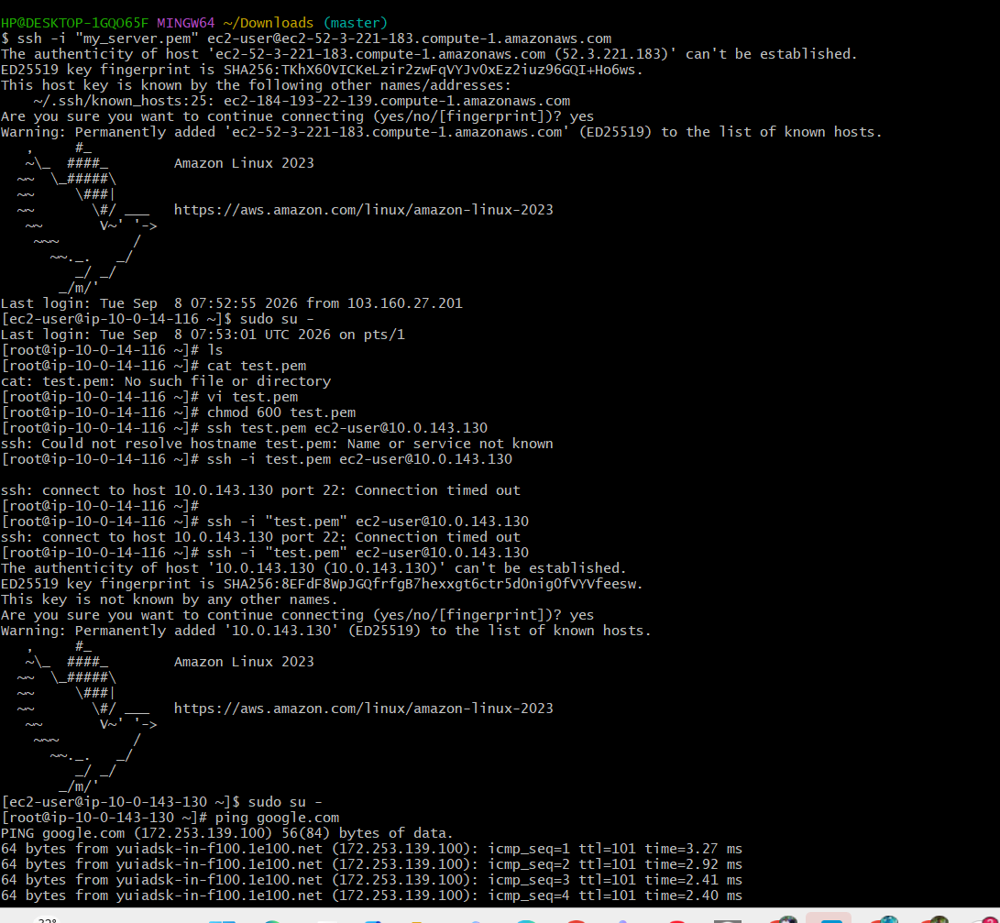 HP@DESKTOP-1GQO65F MINGW64 ~/Downloads (master)
$ ssh -i "my_server.pem" ec2-user@ec2-52-3-221-183.compute-1.amazonaws.com
The authenticity of host 'ec2-52-3-221-183.compute-1.amazonaws.com (52.3.221.183)' can't be established.
ED25519 key fingerprint is SHA256:TKhX6OVICKeLzir2zwFqVYJvOxEz2iuz96GQI+Ho6ws.
This host key is known by the following other names/addresses:
    ~/.ssh/known_hosts:25: ec2-184-193-22-139.compute-1.amazonaws.com
Are you sure you want to continue connecting (yes/no/[fingerprint])? yes
Warning: Permanently added 'ec2-52-3-221-183.compute-1.amazonaws.com' (ED25519) to the list of known hosts.
   ,     #_
   ~\_  ####_        Amazon Linux 2023
  ~~  \_#####\
  ~~     \###|
  ~~       \#/ ___   https://aws.amazon.com/linux/amazon-linux-2023
   ~~       V~' '->
    ~~~         /
      ~~._.   _/
         _/ _/
       _/m/'
Last login: Tue Sep  8 07:52:55 2026 from 103.160.27.201
[ec2-user@ip-10-0-14-116 ~]$ sudo su -
Last login: Tue Sep  8 07:53:01 UTC 2026 on pts/1
[root@ip-10-0-14-116 ~]# ls
[root@ip-10-0-14-116 ~]# cat test.pem
cat: test.pem: No such file or directory
[root@ip-10-0-14-116 ~]# vi test.pem
[root@ip-10-0-14-116 ~]# chmod 600 test.pem
[root@ip-10-0-14-116 ~]# ssh test.pem ec2-user@10.0.143.130
ssh: Could not resolve hostname test.pem: Name or service not known
[root@ip-10-0-14-116 ~]# ssh -i test.pem ec2-user@10.0.143.130
ssh: connect to host 10.0.143.130 port 22: Connection timed out
[root@ip-10-0-14-116 ~]#
[root@ip-10-0-14-116 ~]# ssh -i "test.pem" ec2-user@10.0.143.130
ssh: connect to host 10.0.143.130 port 22: Connection timed out
[root@ip-10-0-14-116 ~]# ssh -i "test.pem" ec2-user@10.0.143.130
The authenticity of host '10.0.143.130 (10.0.143.130)' can't be established.
ED25519 key fingerprint is SHA256:8EFdF8WpJGQfrfgB7hexxgt6ctr5dOnigOfVYVfeesw.
This key is not known by any other names.
Are you sure you want to continue connecting (yes/no/[fingerprint])? yes
Warning: Permanently added '10.0.143.130' (ED25519) to the list of known hosts.
   ,     #_
   ~\_  ####_        Amazon Linux 2023
  ~~  \_#####\
  ~~     \###|
  ~~       \#/ ___   https://aws.amazon.com/linux/amazon-linux-2023
   ~~       V~' '->
    ~~~         /
      ~~._.   _/
         _/ _/
       _/m/'
[ec2-user@ip-10-0-143-130 ~]$ sudo su -
[root@ip-10-0-143-130 ~]# ping google.com
PING google.com (172.253.139.100) 56(84) bytes of data.
64 bytes from yuiadsk-in-f100.1e100.net (172.253.139.100): icmp_seq=1 ttl=101 time=3.27 ms
64 bytes from yuiadsk-in-f100.1e100.net (172.253.139.100): icmp_seq=2 ttl=101 time=2.92 ms
64 bytes from yuiadsk-in-f100.1e100.net (172.253.139.100): icmp_seq=3 ttl=101 time=2.41 ms
64 bytes from yuiadsk-in-f100.1e100.net (172.253.139.100): icmp_seq=4 ttl=101 time=2.40 ms